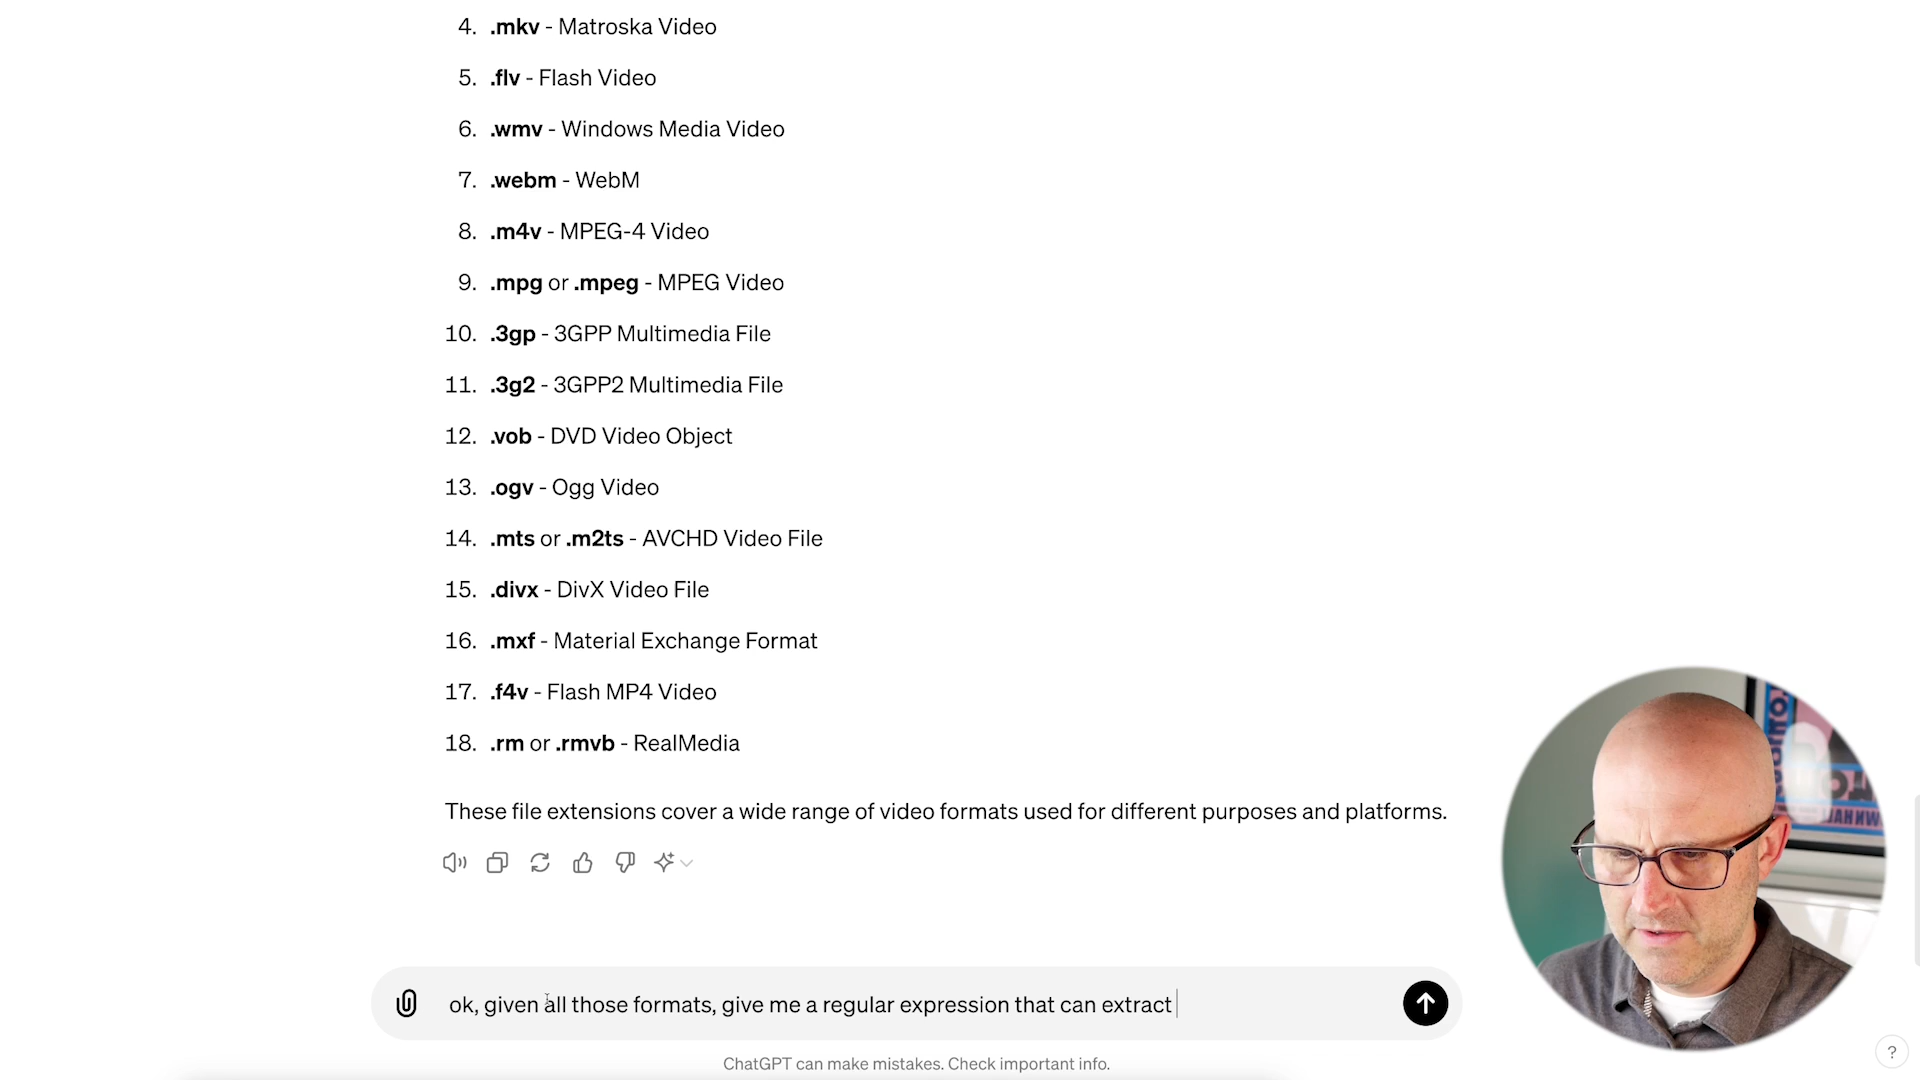 4. .mkv - Matroska Video
5. .flv - Flash Video
6. .wmv - Windows Media Video
7. .webm - WebM
8. .m4v - MPEG-4 Video
9. .mpg or .mpeg - MPEG Video
10. .3gp - 3GPP Multimedia File
11. .3g2 - 3GPP2 Multimedia File
12. .vob - DVD Video Object
13. .ogv - Ogg Video
14. .mts or .m2ts - AVCHD Video File
15. .divx - DivX Video File
16. .mxf - Material Exchange Format
17. .f4v - Flash MP4 Video
18. .rm or .rmvb - RealMedia
These file extensions cover a wide range of video formats used for different purposes and platforms.
ok, given all those formats, give me a regular expression that can extract
ChatGPT can make mistakes. Check important info.
?